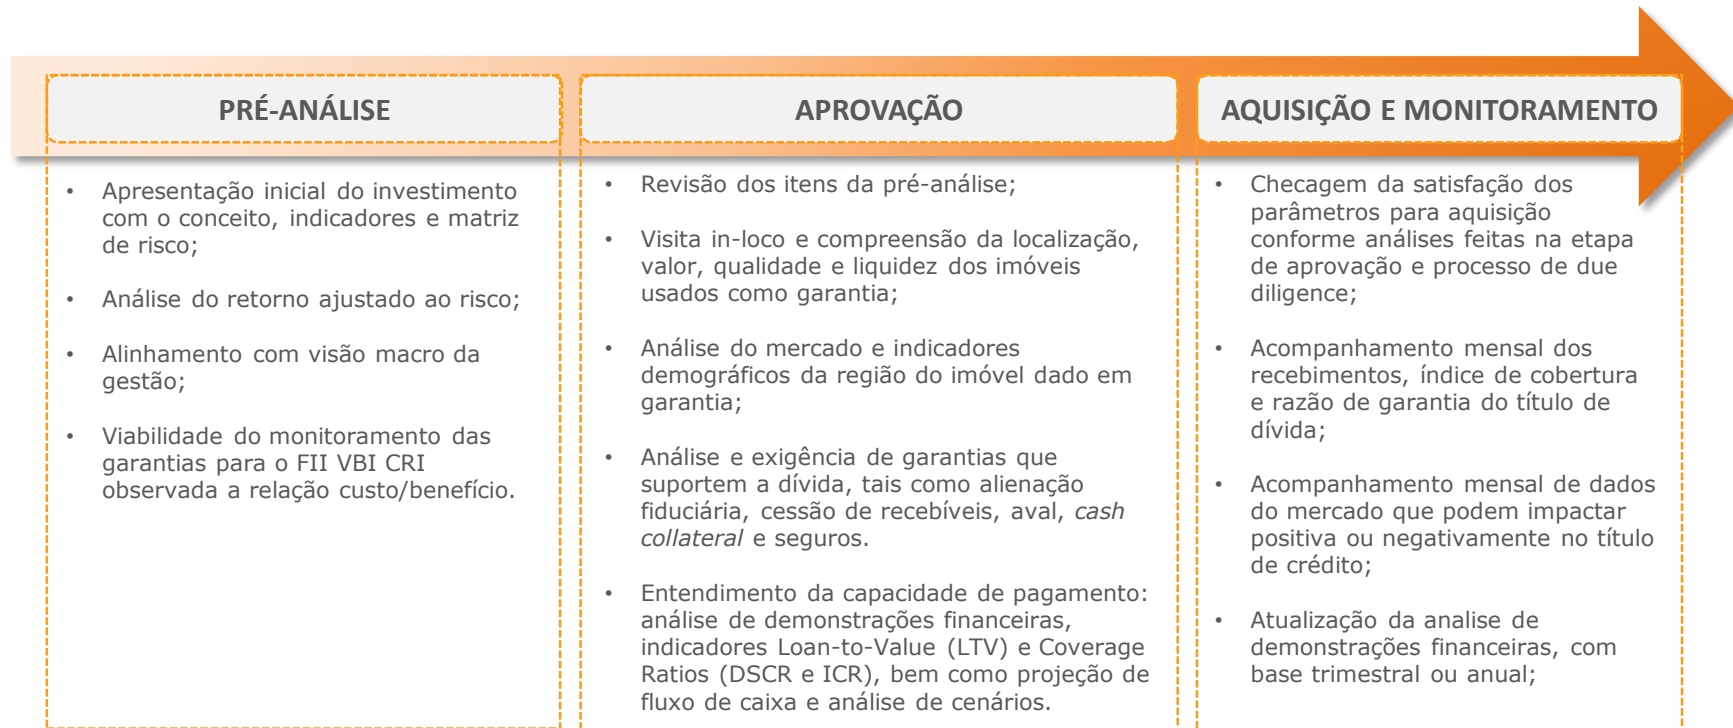 PRÉ-ANÁLISE
• Apresentação inicial do investimento
com o conceito, indicadores e matriz
de risco;
• Análise do retorno ajustado ao risco;
• Alinhamento com visão macro da
gestão;
• Viabilidade do monitoramento das
garantias para o FII VBI CRI
observada a relação custo/benefício.
APROVAÇÃO
• Revisão dos itens da pré-análise;
• Visita in-loco e compreensão da localização,
valor, qualidade e liquidez dos imóveis
usados como garantia;
• Análise do mercado e indicadores
demográficos da região do imóvel dado em
garantia;
• Análise e exigência de garantias que
suportem a dívida, tais como alienação
fiduciária, cessão de recebíveis, aval, cash
collateral e seguros.
• Entendimento da capacidade de pagamento:
análise de demonstrações financeiras,
indicadores Loan-to-Value (LTV) e Coverage
Ratios (DSCR e ICR), bem como projeção de
fluxo de caixa e análise de cenários.
AQUISIÇÃO E MONITORAMENTO
• Checagem da satisfação dos
parâmetros para aquisição
conforme análises feitas na etapa
de aprovação e processo de due
diligence;
• Acompanhamento mensal dos
recebimentos, índice de cobertura
e razão de garantia do título de
dívida;
• Acompanhamento mensal de dados
do mercado que podem impactar
positiva ou negativamente no título
de crédito;
• Atualização da analise de
demonstrações financeiras, com
base trimestral ou anual;